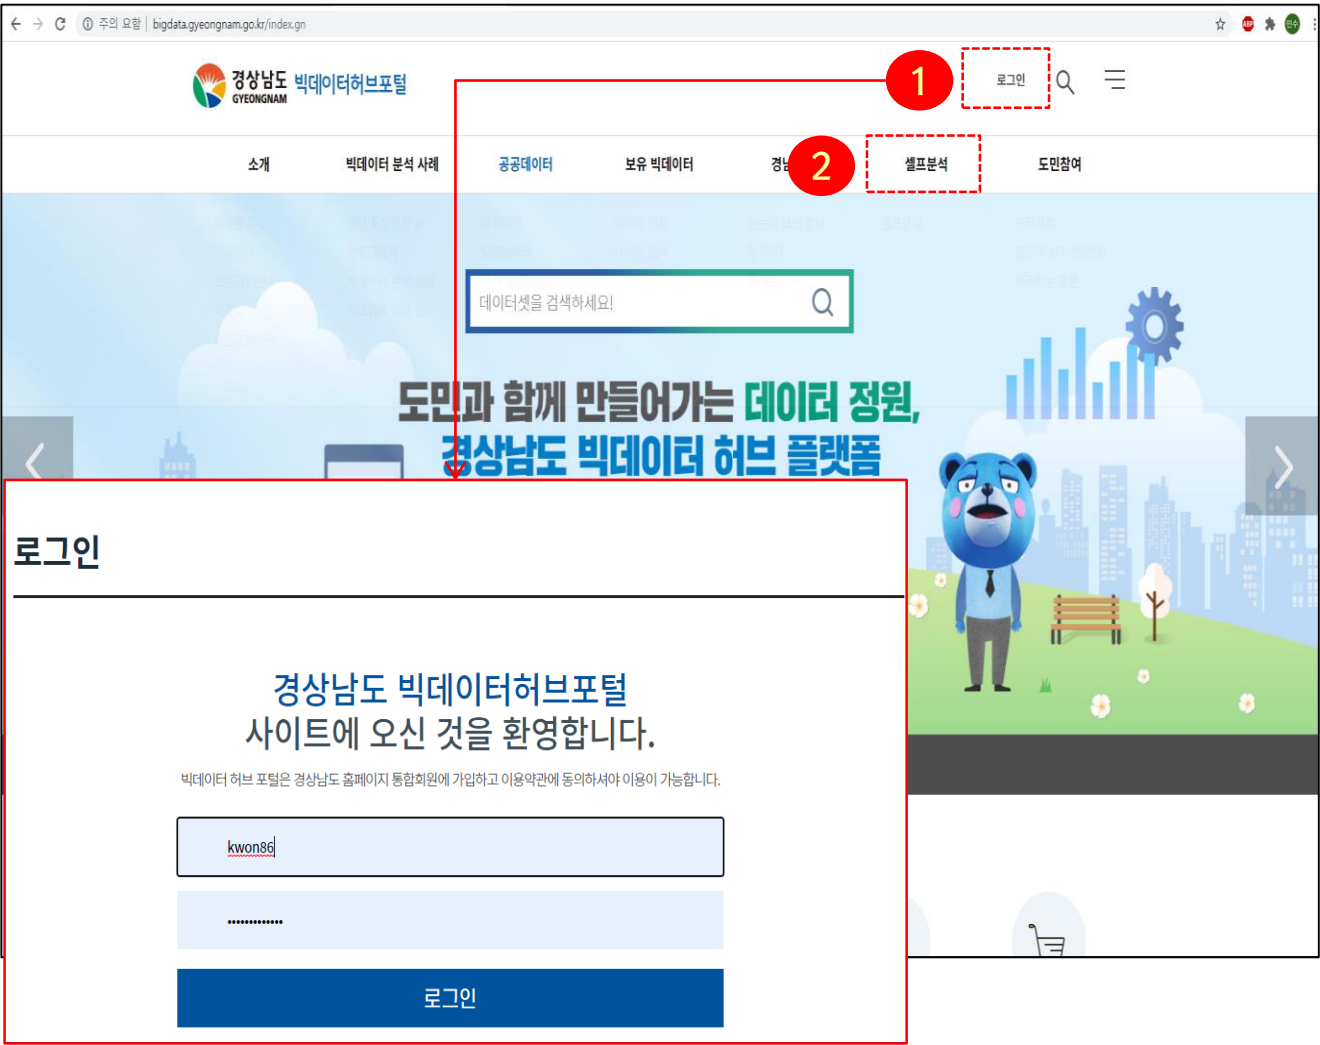 주의 요함 | bigdata.gyeongnam.go.kr/index.gn
ABP
민수
경상남도 빅데이터허브포털
GYEONGNAM
1
로그인
소개 빅데이터 분석 사례 공공데이터 보유 빅데이터 경남 2 셀프분석 도민참여
데이터셋을 검색하세요!
도민과 함께 만들어가는 데이터 정원,
경상남도 빅데이터 허브 플랫폼
로그인
경상남도 빅데이터허브포털
사이트에 오신 것을 환영합니다.
빅데이터 허브 포털은 경상남도 홈페이지 통합회원에 가입하고 이용약관에 동의하셔야 이용이 가능합니다.
kwon86
•••••••••••••
로그인